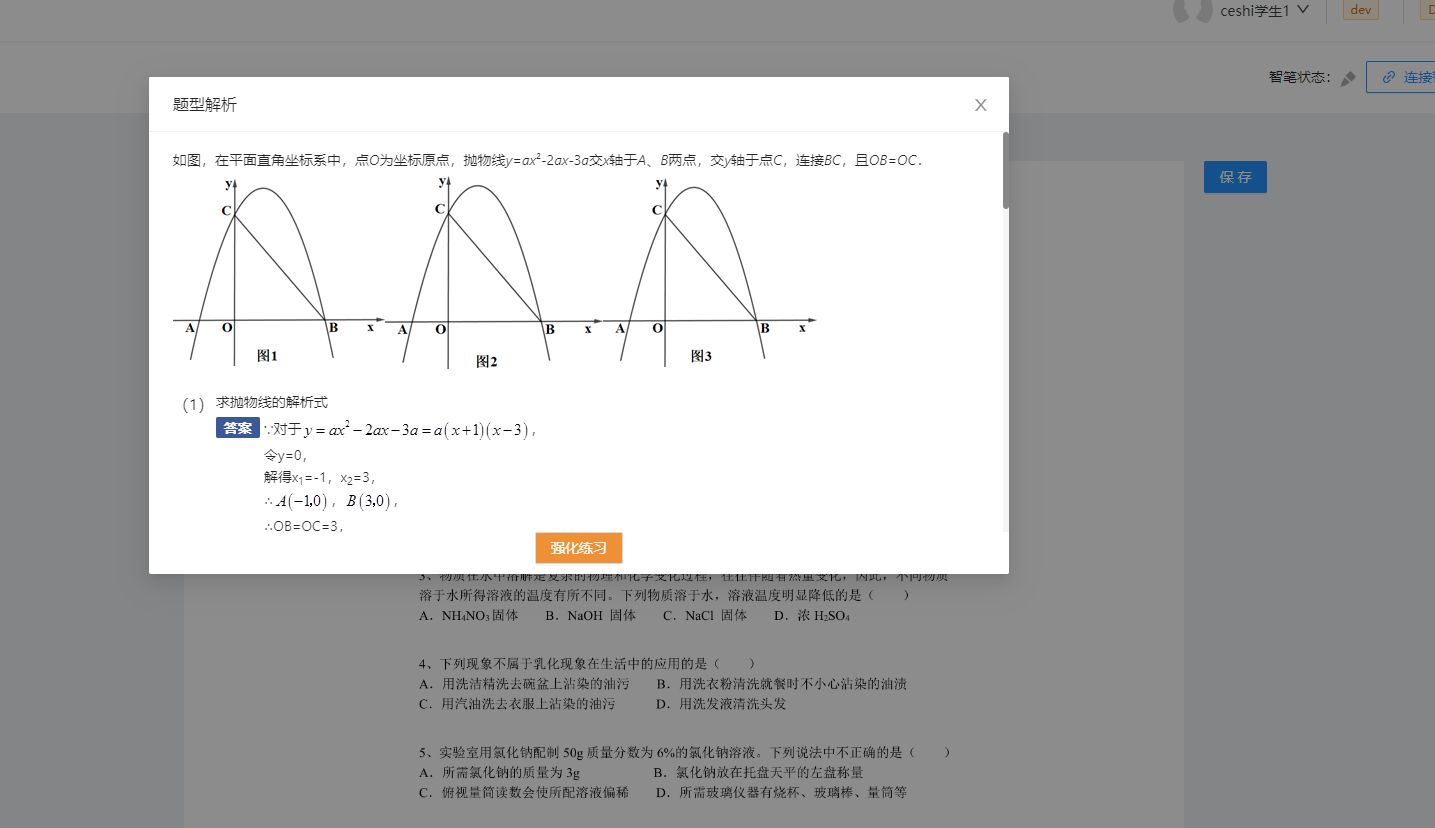 ceshi学生1
dev
智笔状态：
连接
题型解析
X
如图，在平面直角坐标系中，点O为坐标原点，抛物线y=ax²-2ax-3a交x轴于A、B两点，交y轴于点C，连接BC，且OB=OC．
保 存
y y y
C C C
A O B x A O B x A O B x
图1 图2 图3
（1） 求抛物线的解析式
答案 ∵对于y=ax²-2ax-3a=a(x+1)(x-3)，
令y=0，
解得x₁=-1，x₂=3，
∴A(-1,0)，B(3,0)，
∴OB=OC=3，
强化练习
3、物质在水中溶解是复杂的物理和化学变化过程，往往伴随着热量变化，因此，不同物质
溶于水所得溶液的温度有所不同。下列物质溶于水，溶液温度明显降低的是（　　）
A．NH₄NO₃固体 B．NaOH 固体 C．NaCl 固体 D．浓 H₂SO₄
4、下列现象不属于乳化现象在生活中的应用的是（　　）
A．用洗洁精洗去碗盆上沾染的油污 B．用洗衣粉清洗就餐时不小心沾染的油渍
C．用汽油洗去衣服上沾染的油污 D．用洗发液清洗头发
5、实验室用氯化钠配制 50g 质量分数为 6%的氯化钠溶液。下列说法中不正确的是（　　）
A．所需氯化钠的质量为 3g B．氯化钠放在托盘天平的左盘称量
C．俯视量筒读数会使所配溶液偏稀 D．所需玻璃仪器有烧杯、玻璃棒、量筒等